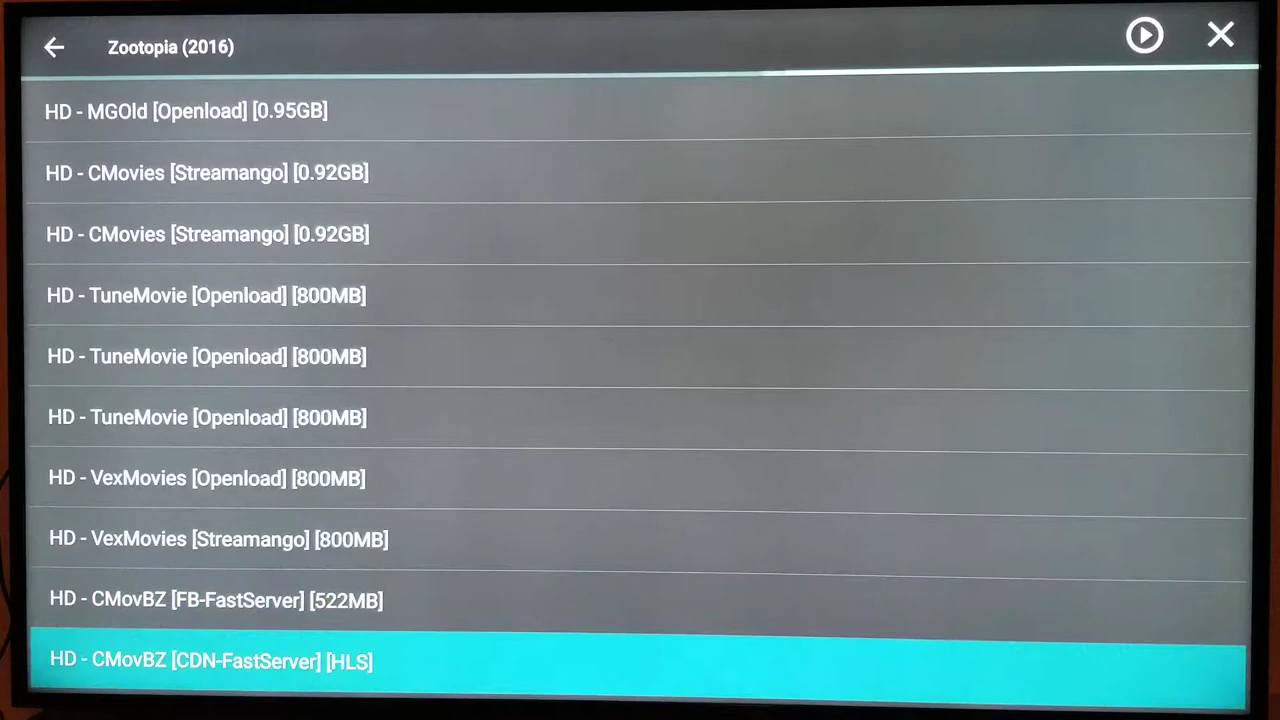 Zootopia (2016)
HD - MGOld [Openload] [0.95GB]
HD - CMovies [Streamango] [0.92GB]
HD - CMovies [Streamango] [0.92GB]
HD - TuneMovie [Openload] [800MB]
HD - TuneMovie [Openload] [800MB]
HD - TuneMovie [Openload] [800MB]
HD - VexMovies [Openload] [800MB]
HD - VexMovies [Streamango] [800MB]
HD - CMovBZ [FB-FastServer] [522MB]
HD - CMovBZ [CDN-FastServer] [HLS]